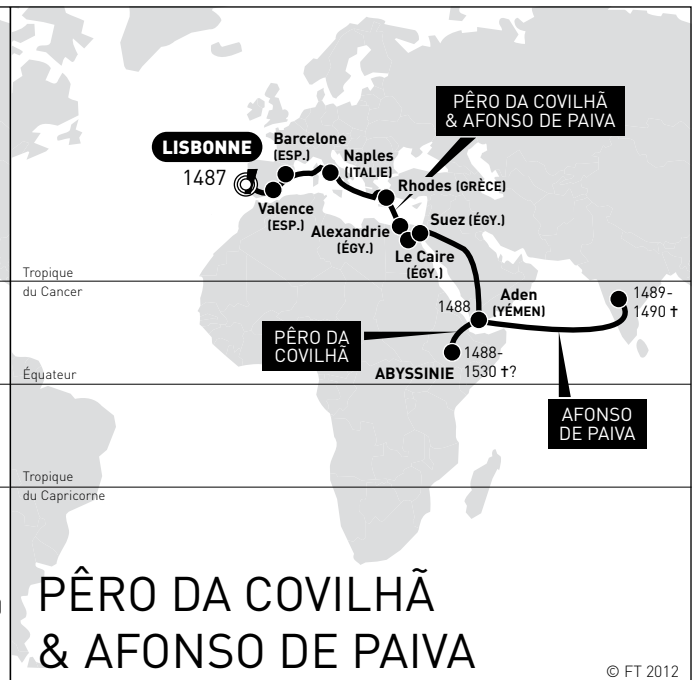 PÊRO DA COVILHÃ
& AFONSO DE PAIVA
LISBONNE
1487
Barcelone
(ESP.)
Naples
(ITALIE)
Valence
(ESP.)
Rhodes (GRÈCE)
Alexandrie
(ÉGY.)
Suez (ÉGY.)
Le Caire
(ÉGY.)
Tropique
du Cancer
1488
Aden
(YÉMEN)
1489-
1490 ✝
PÊRO DA
COVILHÃ
ABYSSINIE
1488-
1530 ✝?
Équateur
AFONSO
DE PAIVA
Tropique
du Capricorne
PÊRO DA COVILHÃ
& AFONSO DE PAIVA
© FT 2012